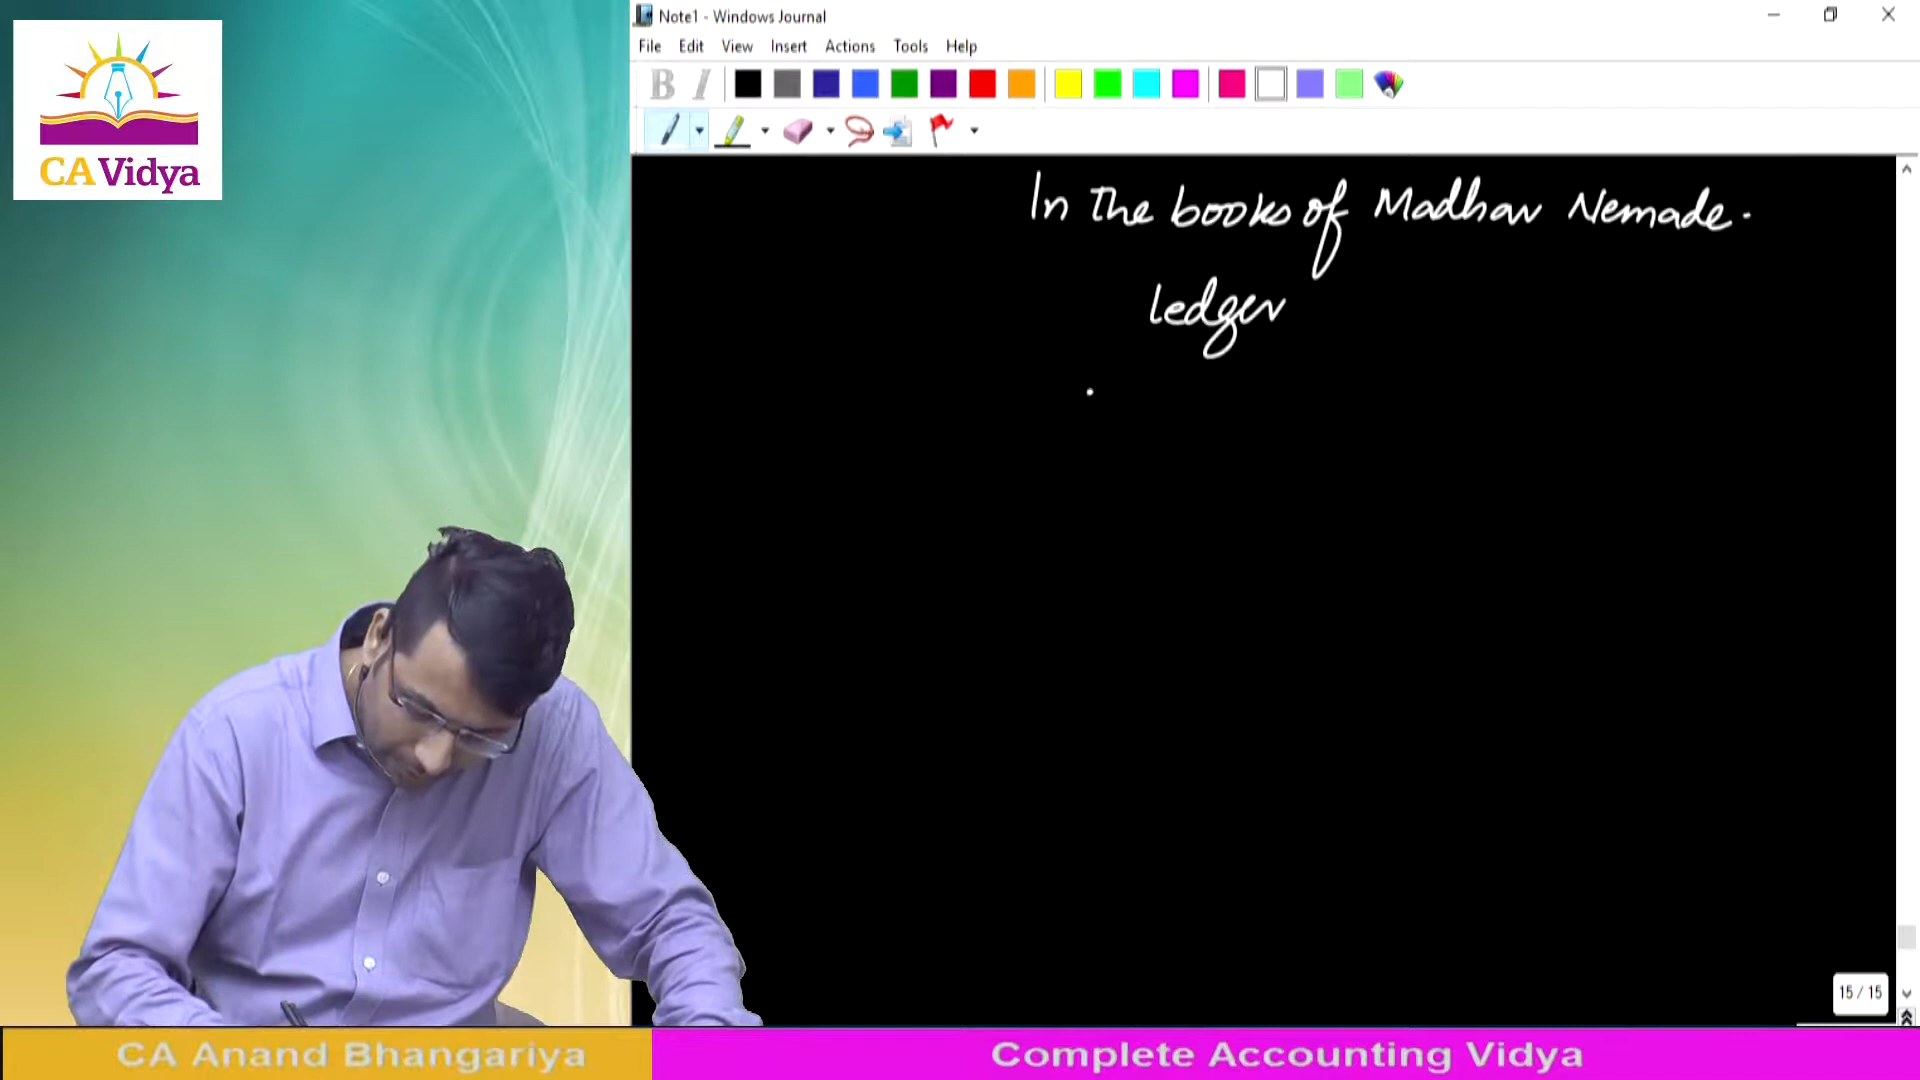 CA Vidya
Note1 - Windows Journal
File Edit View Insert Actions Tools Help
B I
In the books of Madhav Nemade.
Ledger
15 / 15
CA Anand Bhangariya
Complete Accounting Vidya